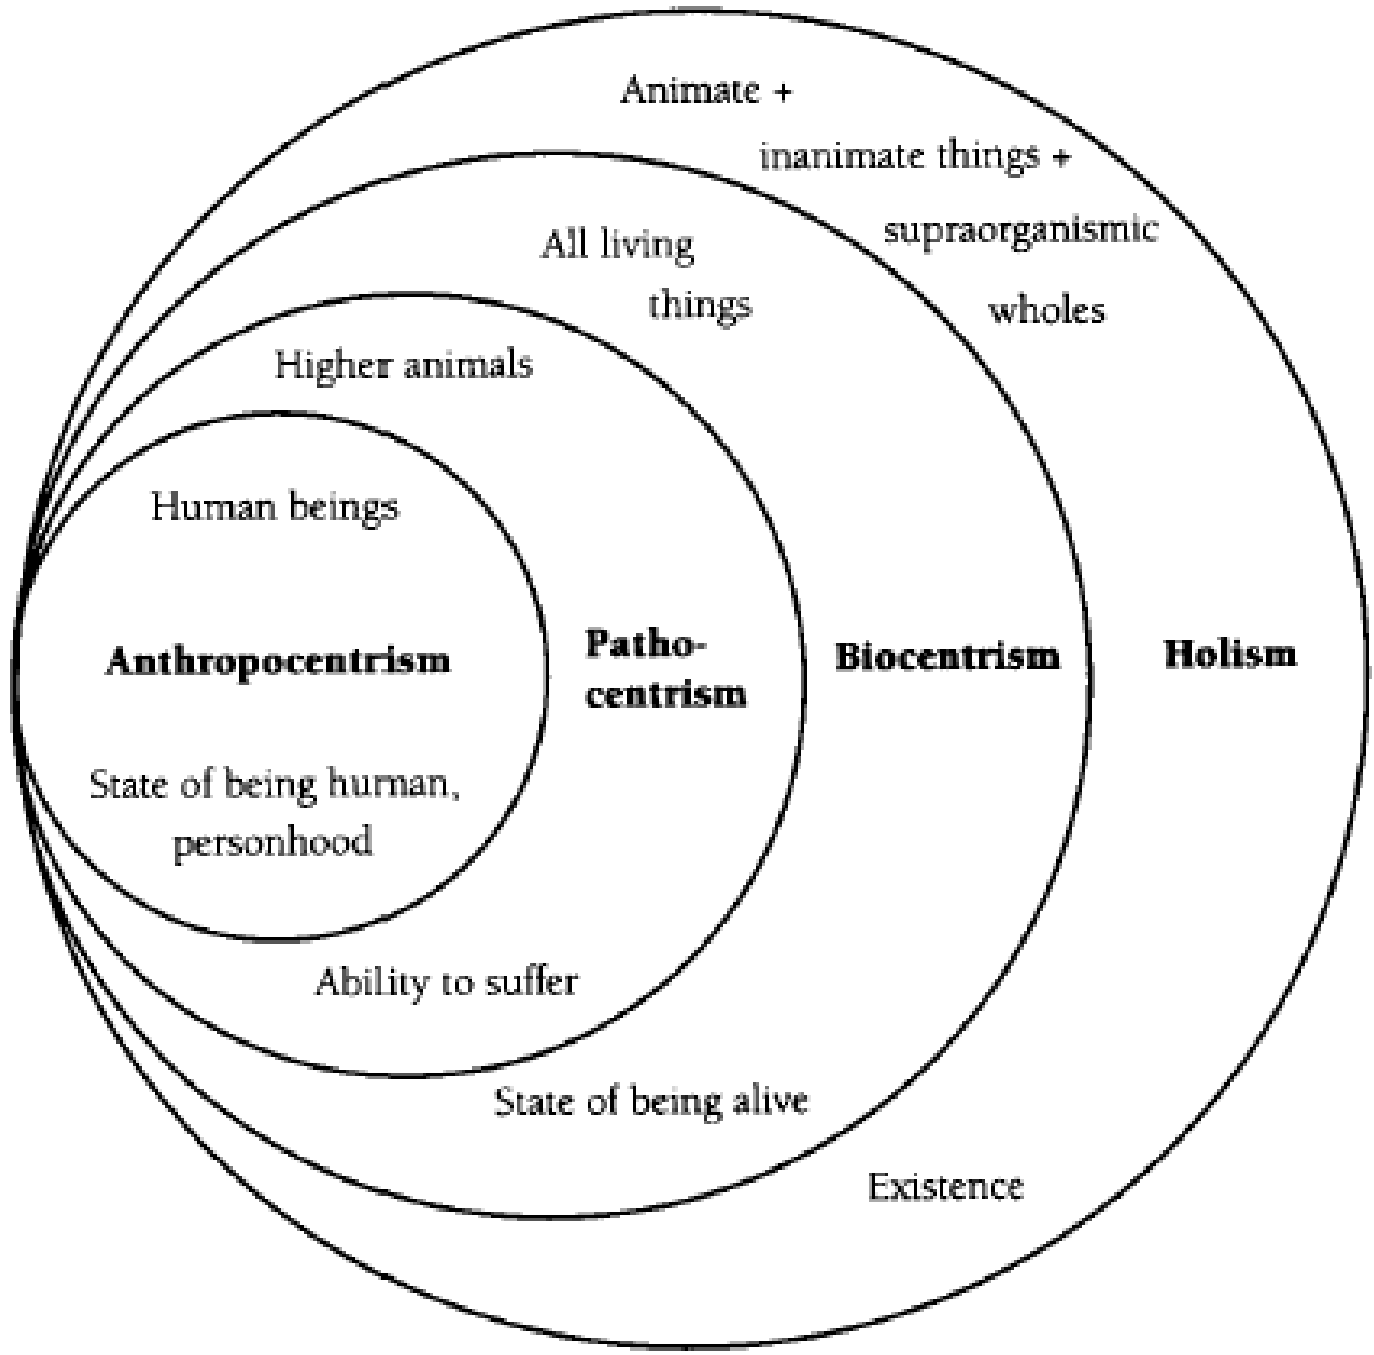 Animate +
inanimate things +
supraorganismic
wholes
All living
things
Higher animals
Human beings
Anthropocentrism
Patho-
centrism
Biocentrism
Holism
State of being human,
personhood
Ability to suffer
State of being alive
Existence